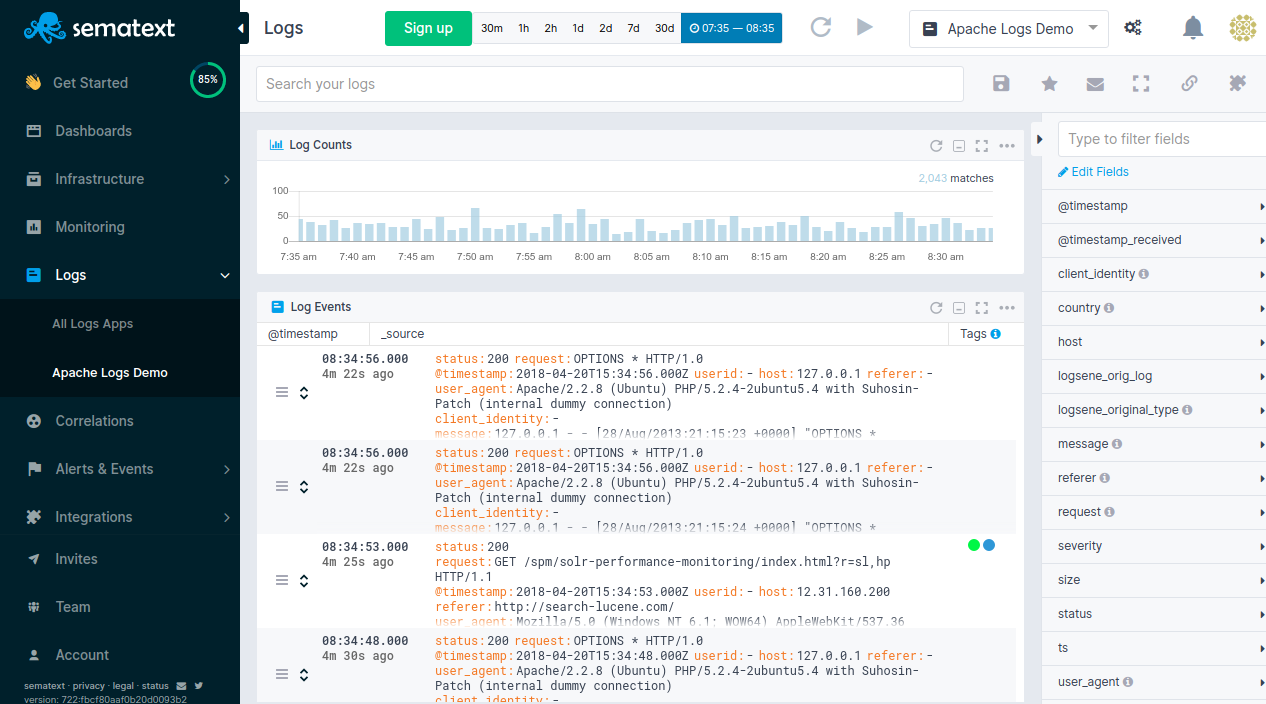 sematext
Logs
Sign up
30m 1h 2h 1d 2d 7d 30d 07:35 — 08:35
Apache Logs Demo
Get Started
85%
Dashboards
Infrastructure
Monitoring
Logs
All Logs Apps
Apache Logs Demo
Correlations
Alerts & Events
Integrations
Invites
Team
Account
sematext · privacy · legal · status
version: 722:fbcf80aaf0b20d0093b2
Search your logs
Log Counts
2,043 matches
100
50
0
7:35 am 7:40 am 7:45 am 7:50 am 7:55 am 8:00 am 8:05 am 8:10 am 8:15 am 8:20 am 8:25 am 8:30 am
Log Events
@timestamp _source Tags
08:34:56.000
4m 22s ago
status:200 request:OPTIONS * HTTP/1.0
@timestamp:2018-04-20T15:34:56.000Z userid:- host:127.0.0.1 referer:-
user_agent:Apache/2.2.8 (Ubuntu) PHP/5.2.4-2ubuntu5.4 with Suhosin-
Patch (internal dummy connection)
client_identity:-
message:127.0.0.1 - - [28/Aug/2013:21:15:23 +0000] "OPTIONS *
08:34:56.000
4m 22s ago
status:200 request:OPTIONS * HTTP/1.0
@timestamp:2018-04-20T15:34:56.000Z userid:- host:127.0.0.1 referer:-
user_agent:Apache/2.2.8 (Ubuntu) PHP/5.2.4-2ubuntu5.4 with Suhosin-
Patch (internal dummy connection)
client_identity:-
message:127.0.0.1 - - [28/Aug/2013:21:15:24 +0000] "OPTIONS *
08:34:53.000
4m 25s ago
status:200
request:GET /spm/solr-performance-monitoring/index.html?r=sl,hp
HTTP/1.1
@timestamp:2018-04-20T15:34:53.000Z userid:- host:12.31.160.200
referer:http://search-lucene.com/
user_agent:Mozilla/5.0 (Windows NT 6.1; WOW64) AppleWebKit/537.36
08:34:48.000
4m 30s ago
status:200 request:OPTIONS * HTTP/1.0
@timestamp:2018-04-20T15:34:48.000Z userid:- host:127.0.0.1 referer:-
user_agent:Apache/2.2.8 (Ubuntu) PHP/5.2.4-2ubuntu5.4 with Suhosin-
Patch (internal dummy connection)
client_identity:-
Type to filter fields
Edit Fields
@timestamp
@timestamp_received
client_identity
country
host
logsene_orig_log
logsene_original_type
message
referer
request
severity
size
status
ts
user_agent